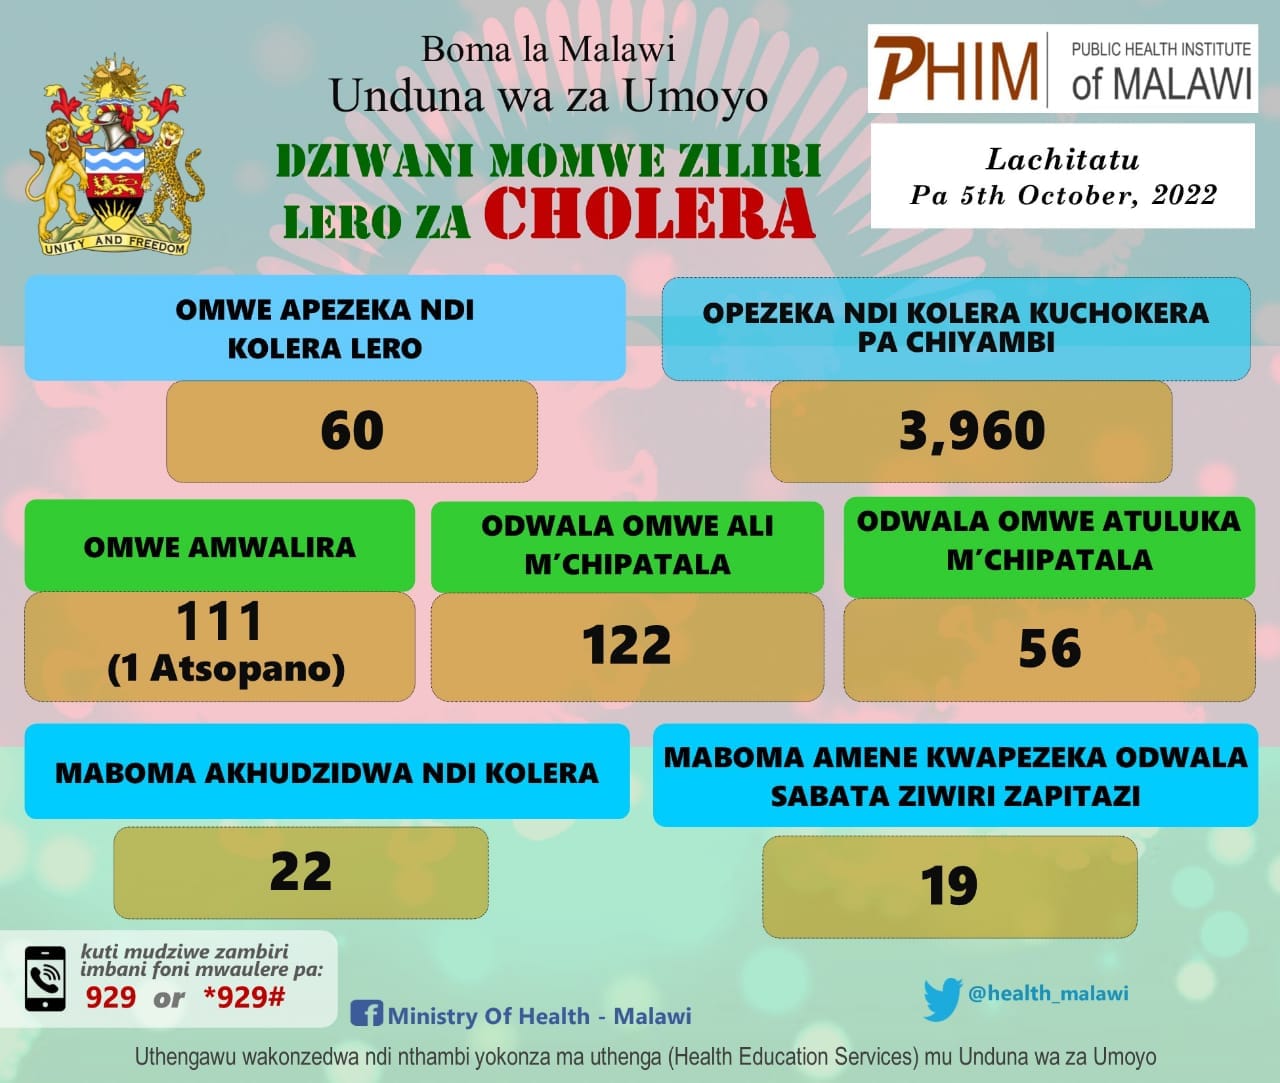 Boma la Malawi
Unduna wa za Umoyo
DZIWANI MOMWE ZILIRI
LERO ZA CHOLERA
UNITY AND FREEDOM
PHIM PUBLIC HEALTH INSTITUTE
of MALAWI
Lachitatu
Pa 5th October, 2022
OMWE APEZEKA NDI
KOLERA LERO
60
OPEZEKA NDI KOLERA KUCHOKERA
PA CHIYAMBI
3,960
OMWE AMWALIRA
111
(1 Atsopano)
ODWALA OMWE ALI
M'CHIPATALA
122
ODWALA OMWE ATULUKA
M'CHIPATALA
56
MABOMA AKHUDZIDWA NDI KOLERA
22
MABOMA AMENE KWAPEZEKA ODWALA
SABATA ZIWIRI ZAPITAZI
19
kuti mudziwe zambiri
imbani foni mwaulere pa:
929 or *929#
Ministry Of Health - Malawi
@health_malawi
Uthengawu wakonzedwa ndi nthambi yokonza ma uthenga (Health Education Services) mu Unduna wa za Umoyo